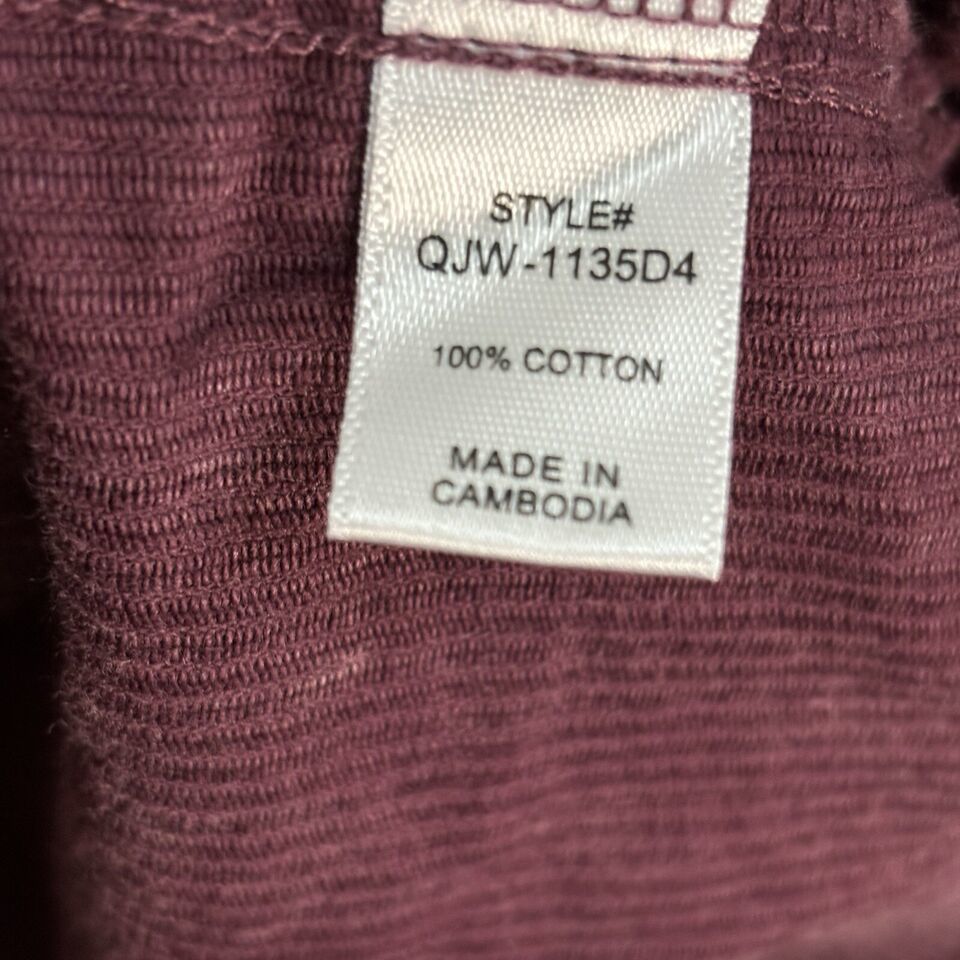 STYLE#
QJW-1135D4
100% COTTON
MADE IN
CAMBODIA